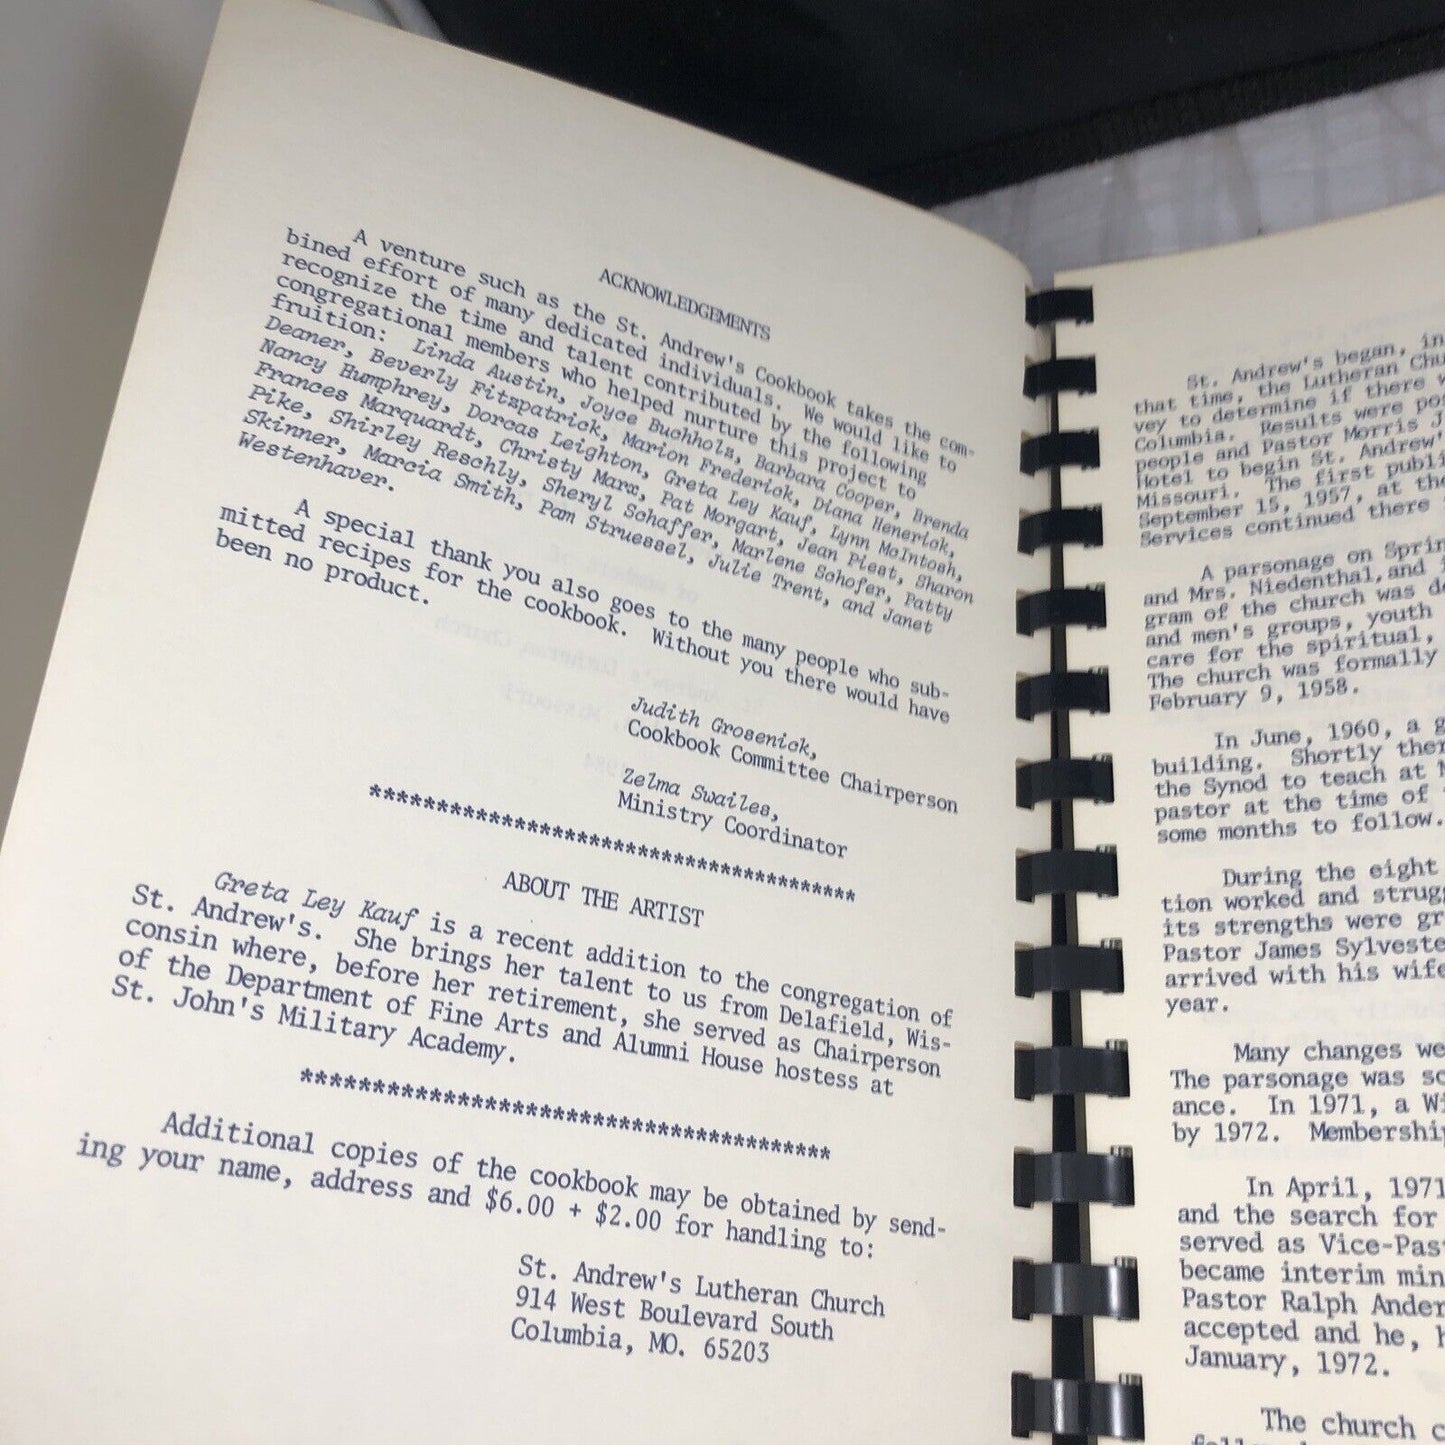 ACKNOWLEDGEMENTS
A venture such as the St. Andrew's Cookbook takes the com-
bined effort of many dedicated individuals. We would like to
recognize the time and talent contributed by the following
congregational members who helped nurture this project to
fruition: Linda Austin, Joyce Buchholz, Barbara Cooper, Brenda
Deaner, Beverly Fitzpatrick, Marion Frederick, Diana Henerick,
Nancy Humphrey, Dorcas Leighton, Greta Ley Kauf, Lynn McIntosh,
Frances Marquardt, Christy Marx, Pat Morgart, Jean Piest, Sharon
Pike, Shirley Reschly, Sheryl Schaffer, Marlene Schofer, Patty
Skinner, Marcia Smith, Pam Struessel, Julie Trent, and Janet
Westenhaver.
A special thank you also goes to the many people who sub-
mitted recipes for the cookbook. Without you there would have
been no product.
Judith Grosenick,
Cookbook Committee Chairperson
Zelma Swailes,
Ministry Coordinator
******************************************
ABOUT THE ARTIST
Greta Ley Kauf is a recent addition to the congregation of
St. Andrew's. She brings her talent to us from Delafield, Wis-
consin where, before her retirement, she served as Chairperson
of the Department of Fine Arts and Alumni House hostess at
St. John's Military Academy.
******************************************
Additional copies of the cookbook may be obtained by send-
ing your name, address and $6.00 + $2.00 for handling to:
St. Andrew's Lutheran Church
914 West Boulevard South
Columbia, MO. 65203
St. Andrew's began, in
that time, the Lutheran Chu
vey to determine if there w
Columbia. Results were pos
people and Pastor Morris J
Hotel to begin St. Andrew'
Missouri. The first publi
September 15, 1957, at the
Services continued there
A parsonage on Sprin
and Mrs. Niedenthal, and i
gram of the church was de
and men's groups, youth
care for the spiritual,
The church was formally
February 9, 1958.
In June, 1960, a g
building. Shortly ther
the Synod to teach at M
pastor at the time of
some months to follow.
During the eight
tion worked and strugg
its strengths were gr
Pastor James Sylveste
arrived with his wife
year.
Many changes we
The parsonage was so
ance. In 1971, a Wi
by 1972. Membershi
In April, 1971
and the search for
served as Vice-Pas
became interim min
Pastor Ralph Ander
accepted and he, h
January, 1972.
The church c